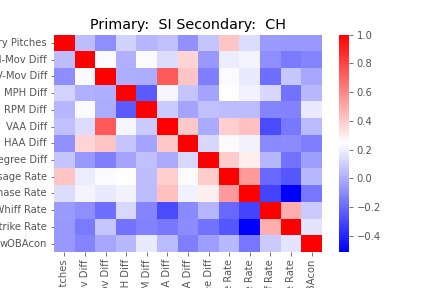 Primary:  SI Secondary:  CH
ry Pitches
-Mov Diff
-Mov Diff
MPH Diff
RPM Diff
VAA Diff
HAA Diff
egree Diff
sage Rate
hase Rate
Whiff Rate
trike Rate
wOBAcon
1.0
0.8
0.6
0.4
0.2
0.0
−0.2
−0.4
tches
v Diff
ov Diff
H Diff
M Diff
A Diff
A Diff
e Diff
e Rate
e Rate
ff Rate
e Rate
BAcon